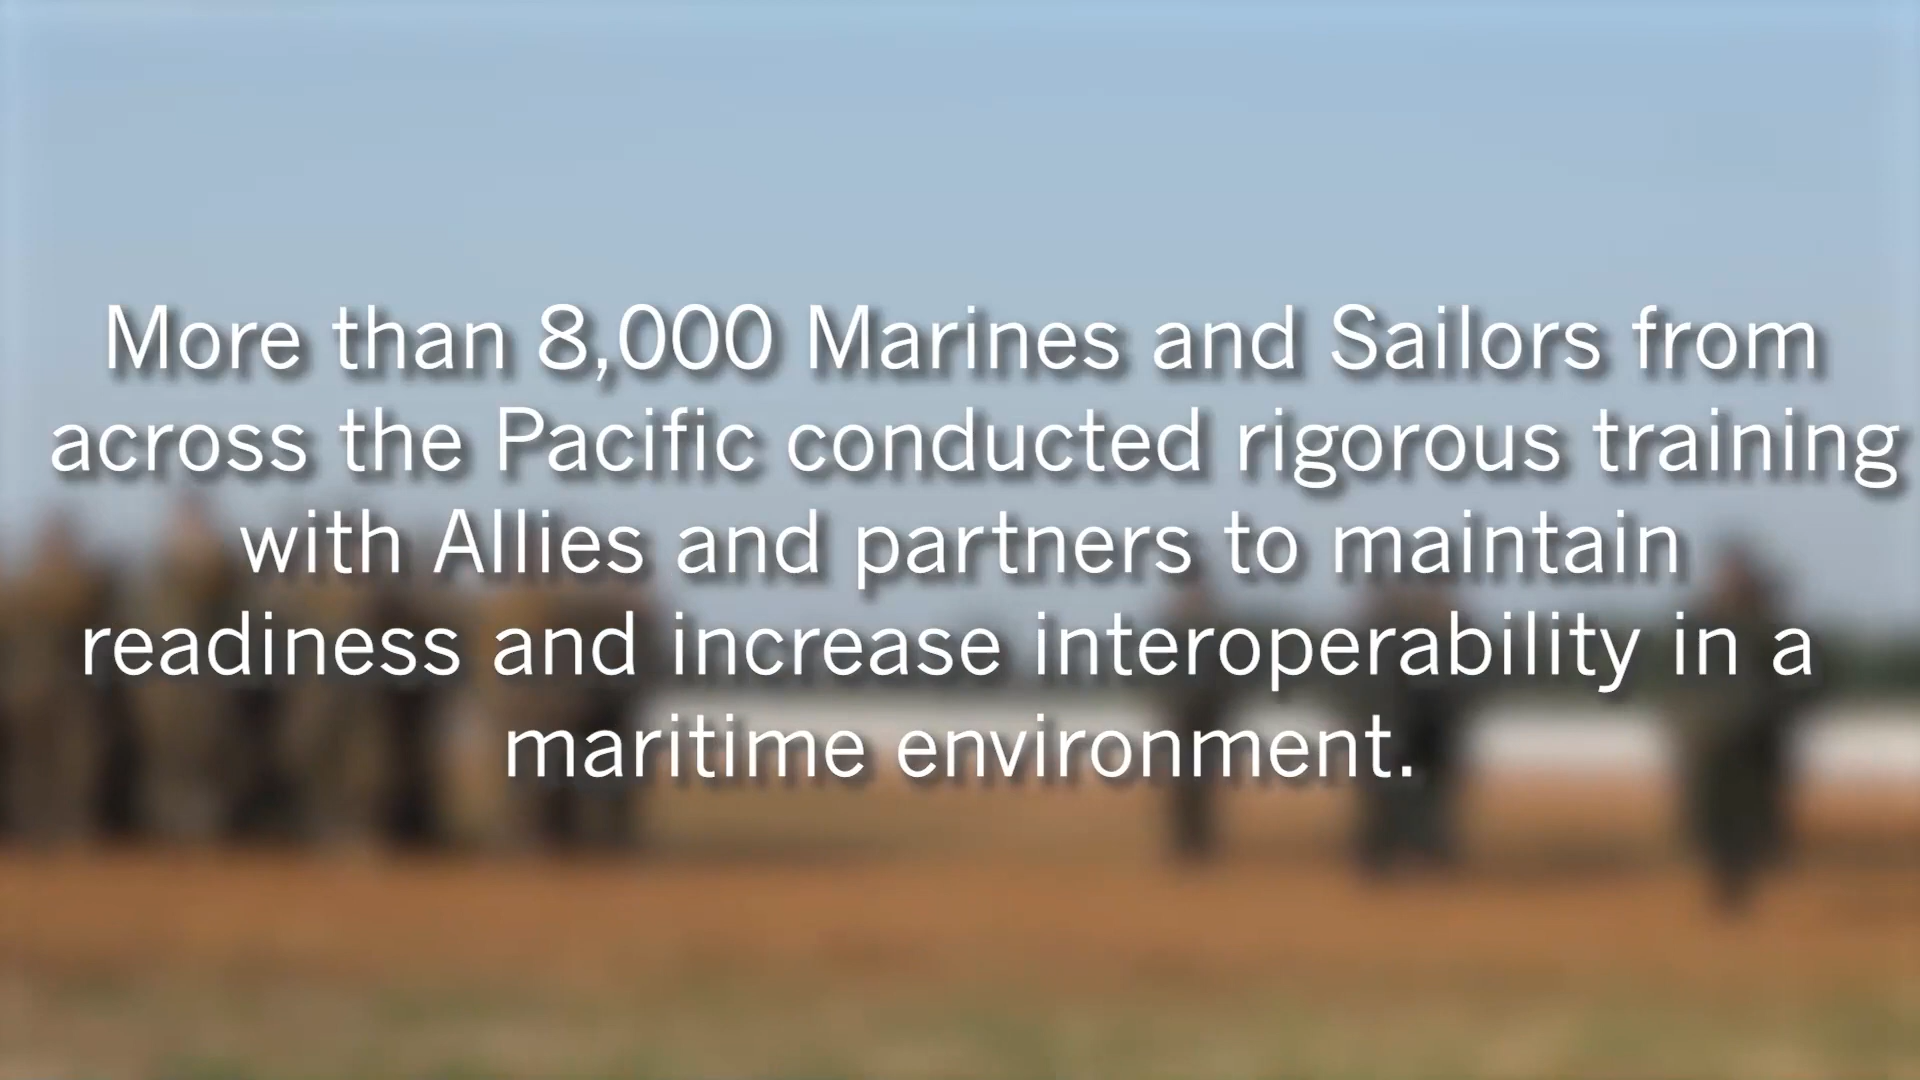 More than 8,000 Marines and Sailors from
across the Pacific conducted rigorous training
with Allies and partners to maintain
readiness and increase interoperability in a
maritime environment.